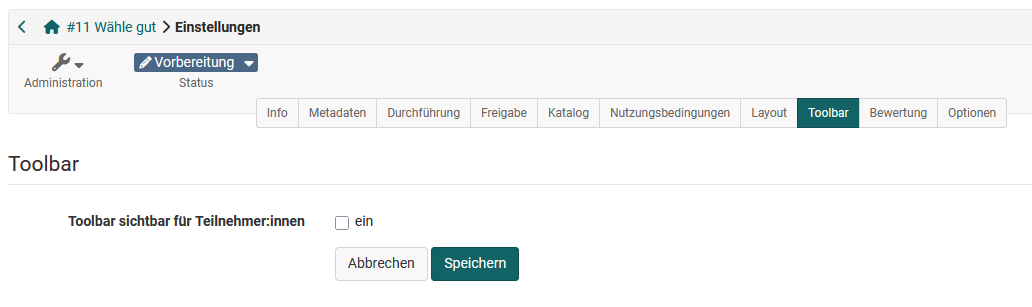 #11 Wähle gut Einstellungen
Administration
Vorbereitung
Status
Info Metadaten Durchführung Freigabe Katalog Nutzungsbedingungen Layout Toolbar Bewertung Optionen
Toolbar
Toolbar sichtbar für Teilnehmer:innen ein
Abbrechen Speichern